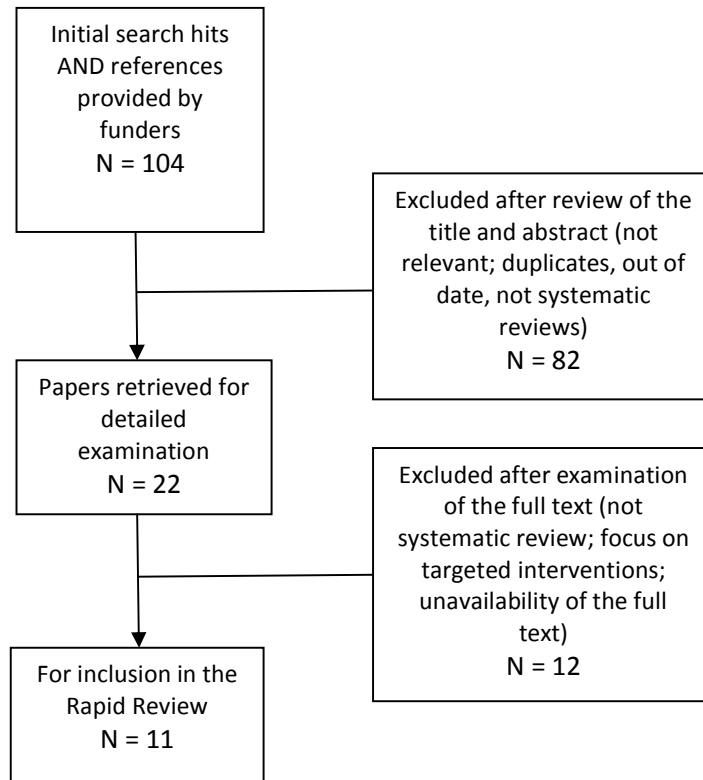 Initial search hits
AND references
provided by
funders
N = 104
Excluded after review of the
title and abstract (not
relevant; duplicates, out of
date, not systematic
reviews)
N = 82
Papers retrieved for
detailed
examination
N = 22
Excluded after examination
of the full text (not
systematic review; focus on
targeted interventions;
unavailability of the full
text)
N = 12
For inclusion in the
Rapid Review
N = 11